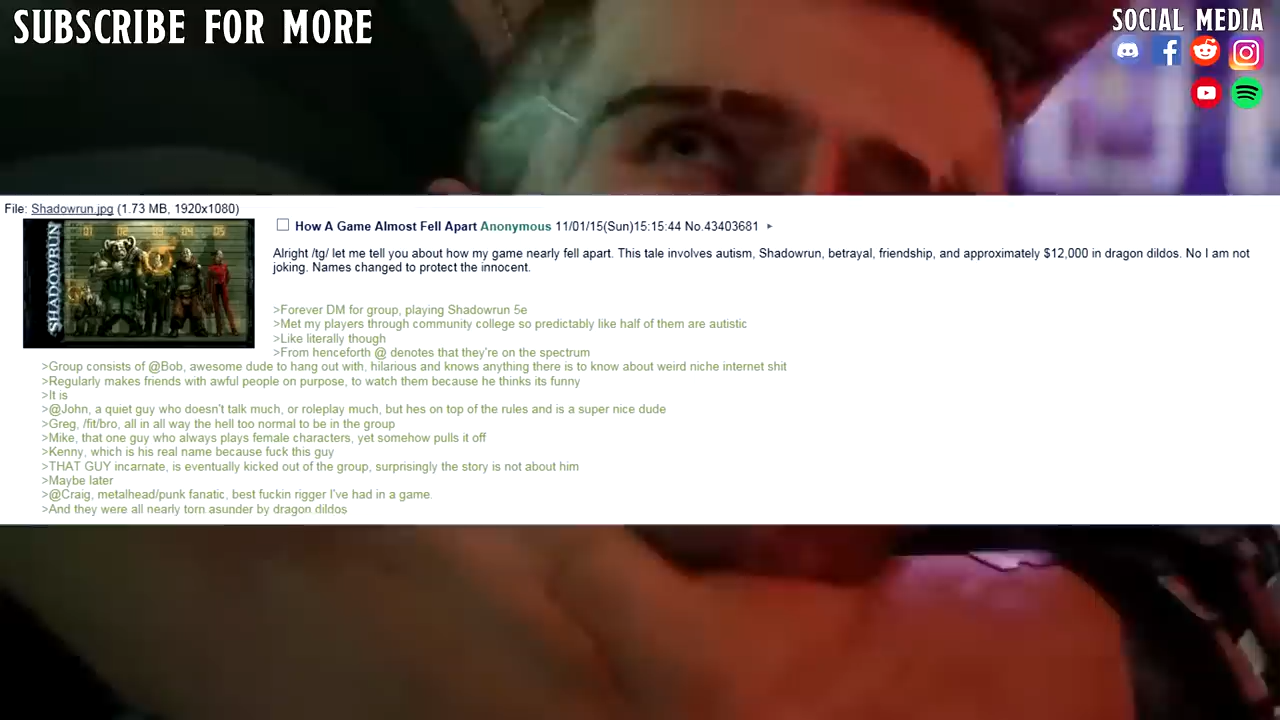 SUBSCRIBE FOR MORE
SOCIAL MEDIA
File: Shadowrun.jpg (1.73 MB, 1920x1080)
SHADOWRUN
01 02 03 04 05
How A Game Almost Fell Apart Anonymous 11/01/15(Sun)15:15:44 No.43403681
Alright /tg/ let me tell you about how my game nearly fell apart. This tale involves autism, Shadowrun, betrayal, friendship, and approximately $12,000 in dragon dildos. No I am not
joking. Names changed to protect the innocent.
>Forever DM for group, playing Shadowrun 5e
>Met my players through community college so predictably like half of them are autistic
>Like literally though
>From henceforth @ denotes that they're on the spectrum
>Group consists of @Bob, awesome dude to hang out with, hilarious and knows anything there is to know about weird niche internet shit
>Regularly makes friends with awful people on purpose, to watch them because he thinks its funny
>It is
>@John, a quiet guy who doesn't talk much, or roleplay much, but hes on top of the rules and is a super nice dude
>Greg, /fit/bro, all in all way the hell too normal to be in the group
>Mike, that one guy who always plays female characters, yet somehow pulls it off
>Kenny, which is his real name because fuck this guy
>THAT GUY incarnate, is eventually kicked out of the group, surprisingly the story is not about him
>Maybe later
>@Craig, metalhead/punk fanatic, best fuckin rigger I've had in a game.
>And they were all nearly torn asunder by dragon dildos